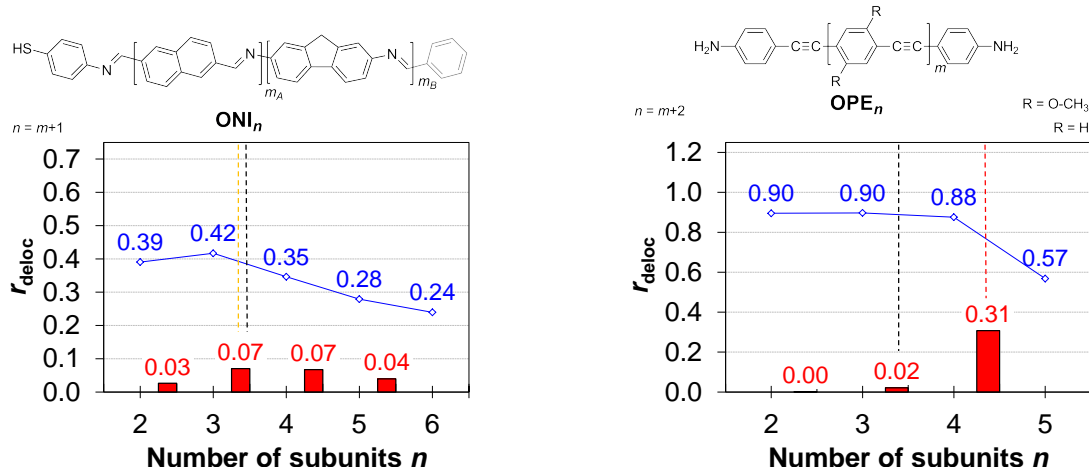 HS
N
N
N
m_A
m_B
ONI_n
n = m+1
0.7
0.6
0.5
0.4
0.3
0.2
0.1
0.0
r_deloc
0.39
0.42
0.35
0.28
0.24
0.03
0.07
0.07
0.04
2 3 4 5 6
Number of subunits n
R
H₂N
NH₂
R
m
OPE_n
n = m+2
R = O-CH₃
R = H
1.2
1.0
0.8
0.6
0.4
0.2
0.0
r_deloc
0.90
0.90
0.88
0.57
0.00
0.02
0.31
2 3 4 5
Number of subunits n